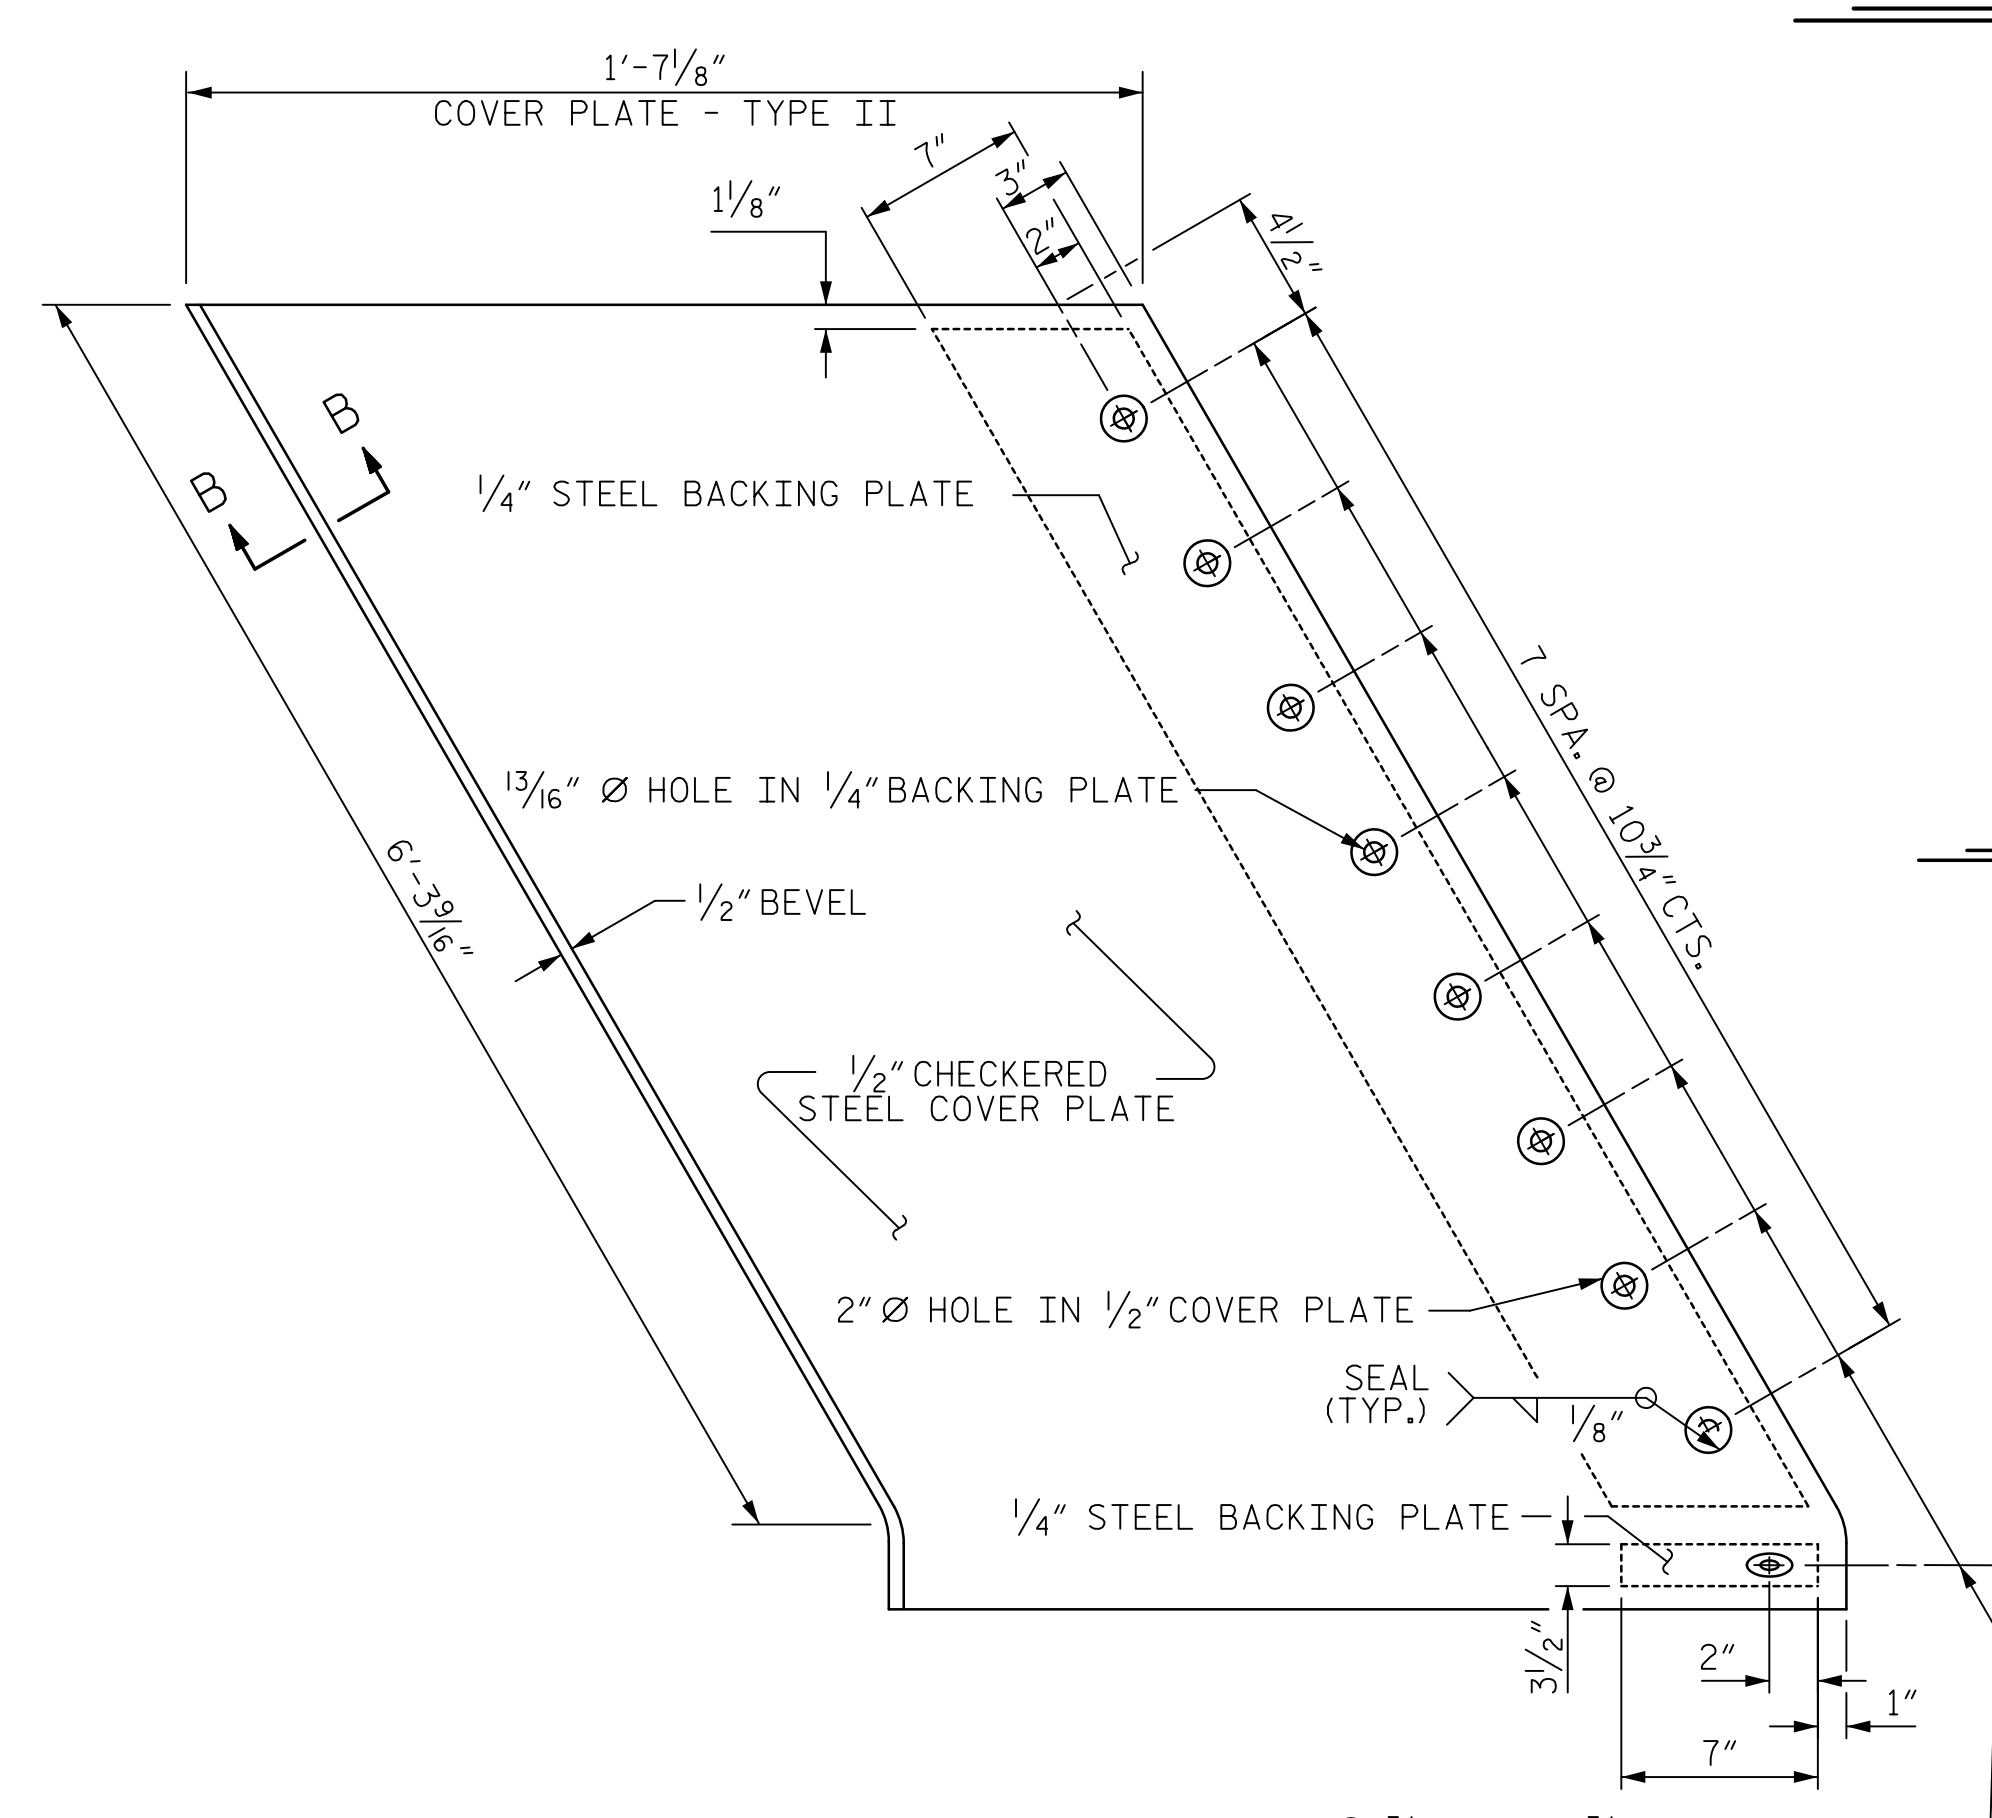 1'-7 1/8"
COVER PLATE - TYPE II
7"
3"
2"
1 1/8"
4 1/2"
B
B
1/4" STEEL BACKING PLATE
7 SPA. @ 10 3/4" CTS.
13/16" Ø HOLE IN 1/4" BACKING PLATE
6'-3 9/16"
1/2" BEVEL
1/2" CHECKERED
STEEL COVER PLATE
2" Ø HOLE IN 1/2" COVER PLATE
SEAL
(TYP.)
1/8"
1/4" STEEL BACKING PLATE
3 1/2"
2"
1"
7"